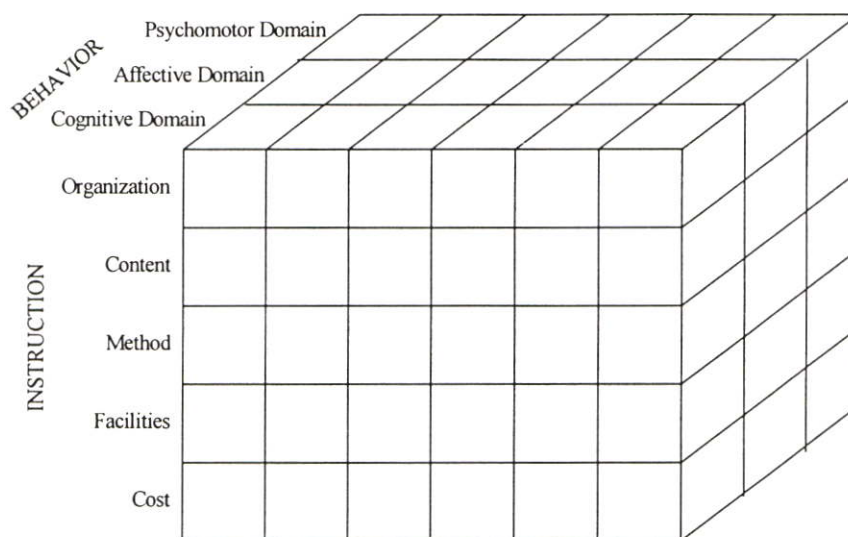 Psychomotor Domain
Affective Domain
Cognitive Domain
BEHAVIOR
Organization
Content
Method
Facilities
Cost
INSTRUCTION